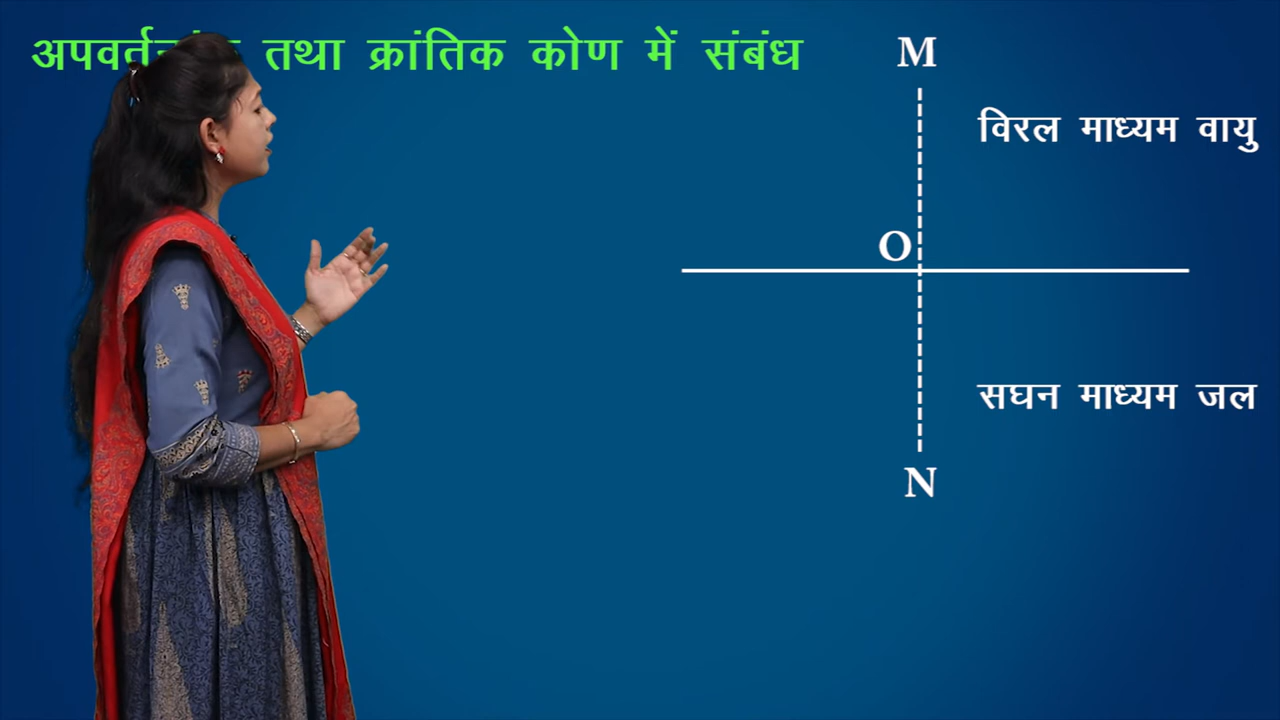 तथा क्रांतिक कोण में संबंध
M
विरल माध्यम वायु
O
सघन माध्यम जल
N